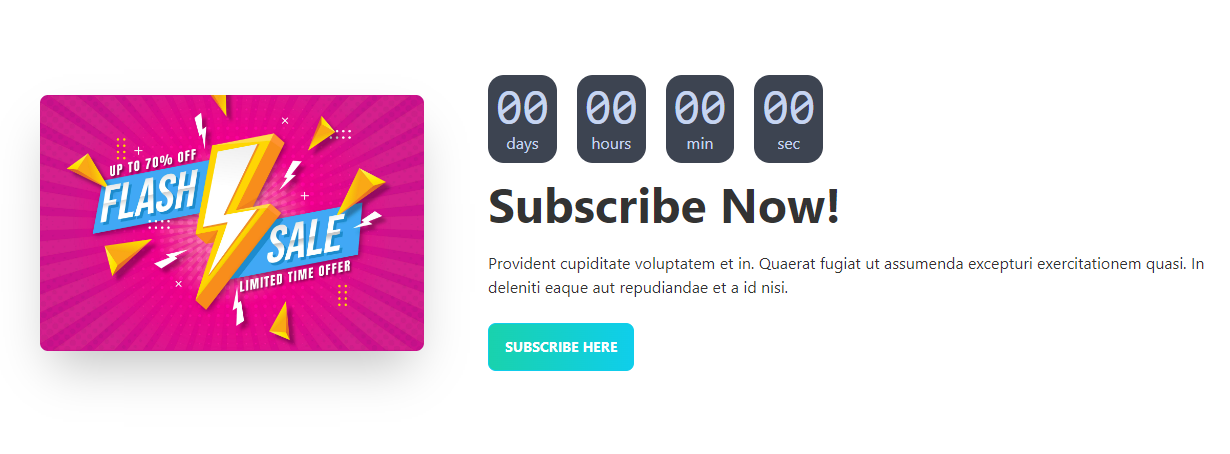 UP TO 70% OFF
FLASH
SALE
LIMITED TIME OFFER
00 00 00 00
days hours min sec
Subscribe Now!
Provident cupiditate voluptatem et in. Quaerat fugiat ut assumenda excepturi exercitationem quasi. In
deleniti eaque aut repudiandae et a id nisi.
SUBSCRIBE HERE